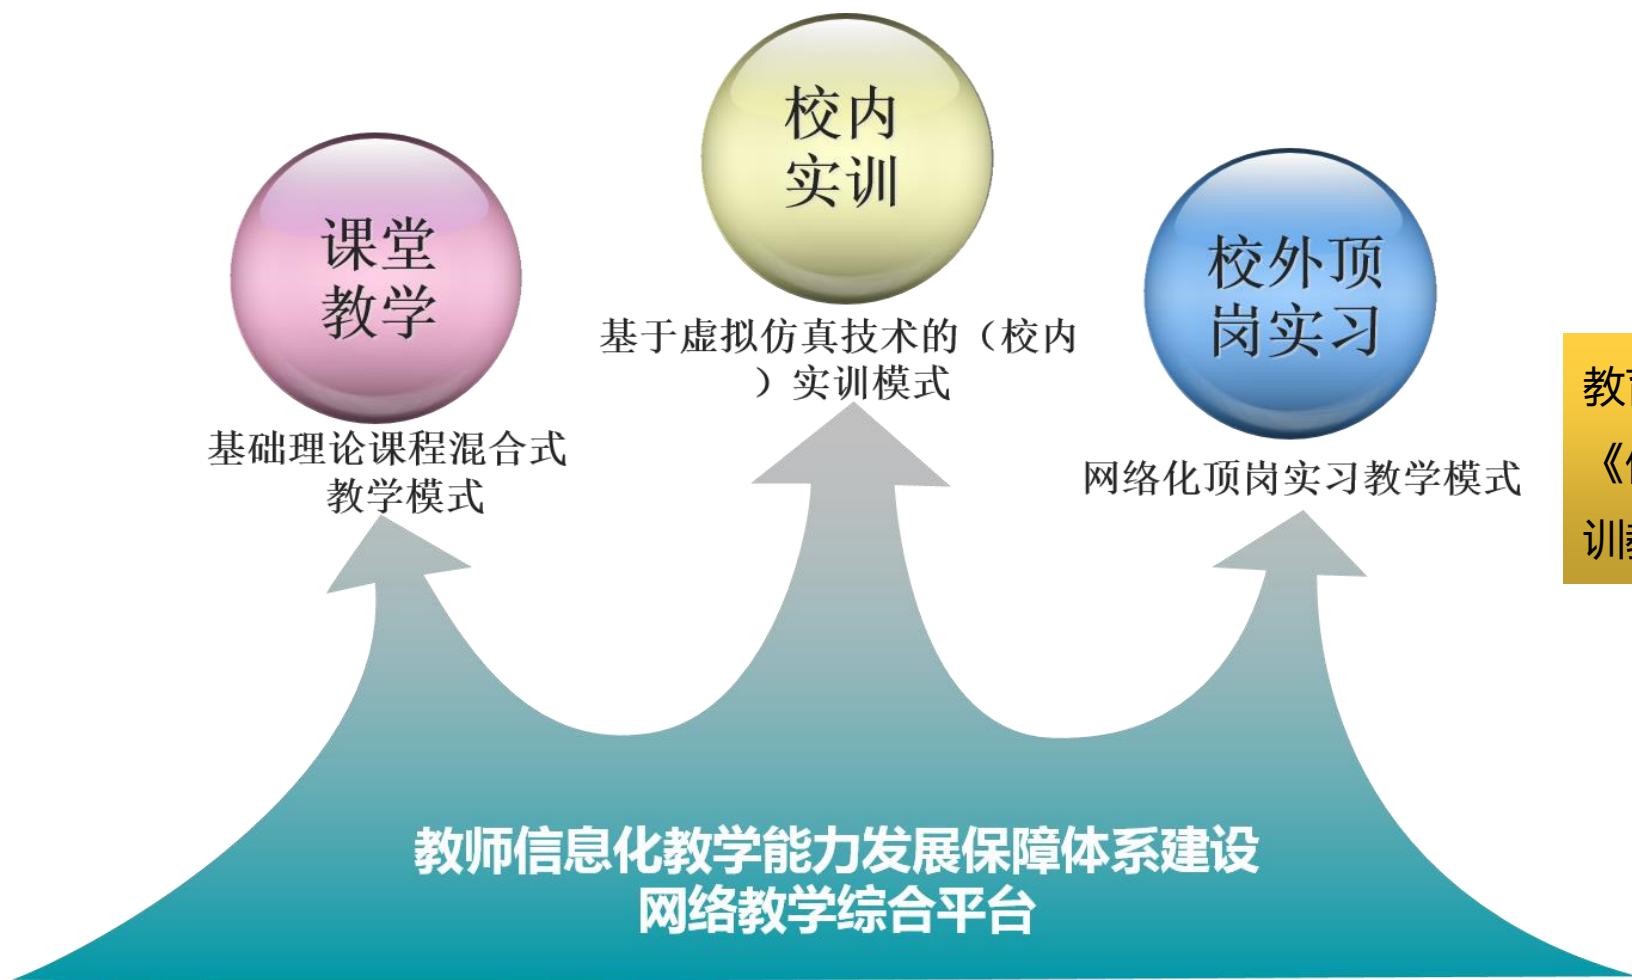 校内
实训
课堂
教学
校外顶
岗实习
基于虚拟仿真技术的（校内
）实训模式
基础理论课程混合式
教学模式
网络化顶岗实习教学模式
教
《
训
教师信息化教学能力发展保障体系建设
网络教学综合平台